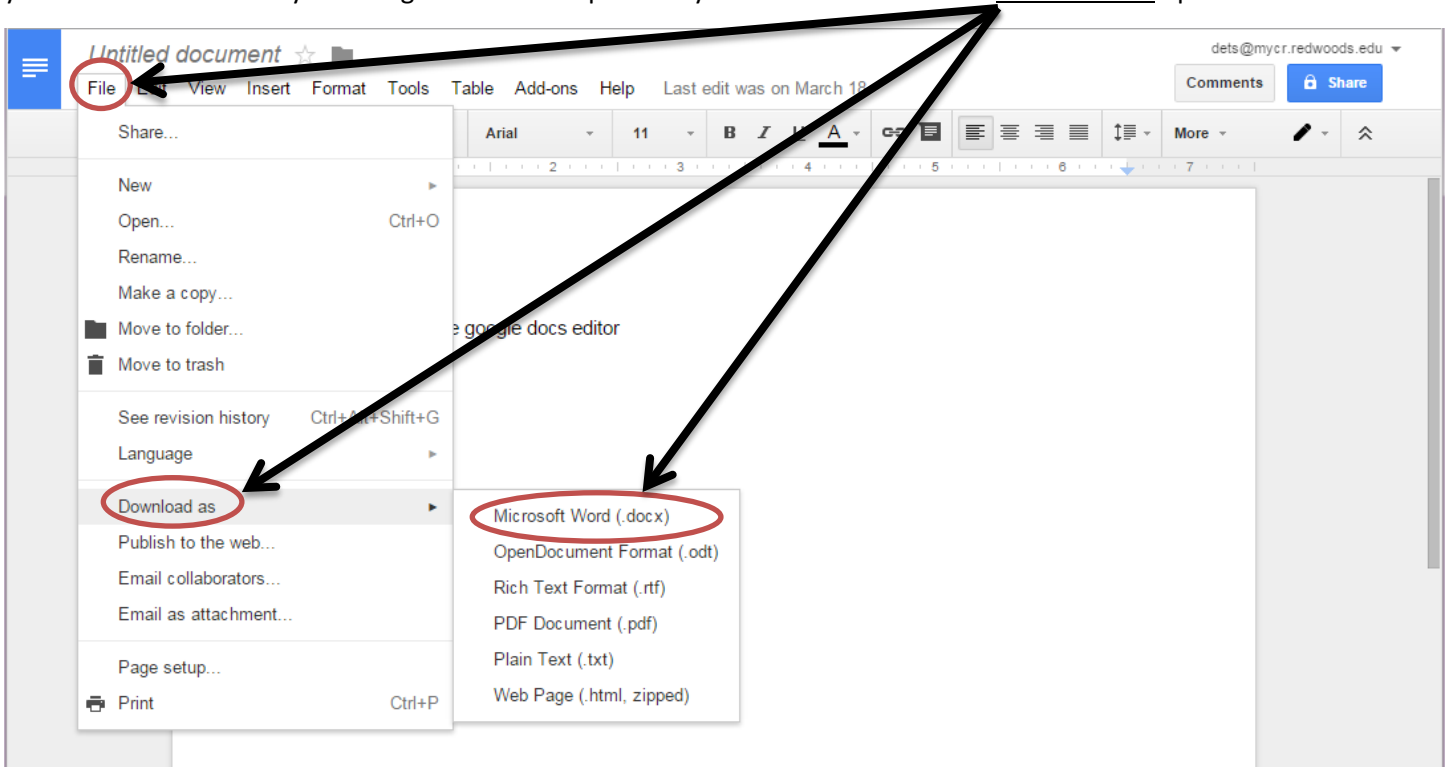 Untitled document
dets@mycr.redwoods.edu
File Edit View Insert Format Tools Table Add-ons Help Last edit was on March 18
Comments Share
Arial 11 B I U A More
2 3 4 5 6 7
Share...
New
Open... Ctrl+O
Rename...
Make a copy...
Move to folder...
google docs editor
Move to trash
See revision history Ctrl+Alt+Shift+G
Language
Download as
Microsoft Word (.docx)
Publish to the web...
OpenDocument Format (.odt)
Email collaborators...
Rich Text Format (.rtf)
Email as attachment...
PDF Document (.pdf)
Plain Text (.txt)
Page setup...
Web Page (.html, zipped)
Print Ctrl+P